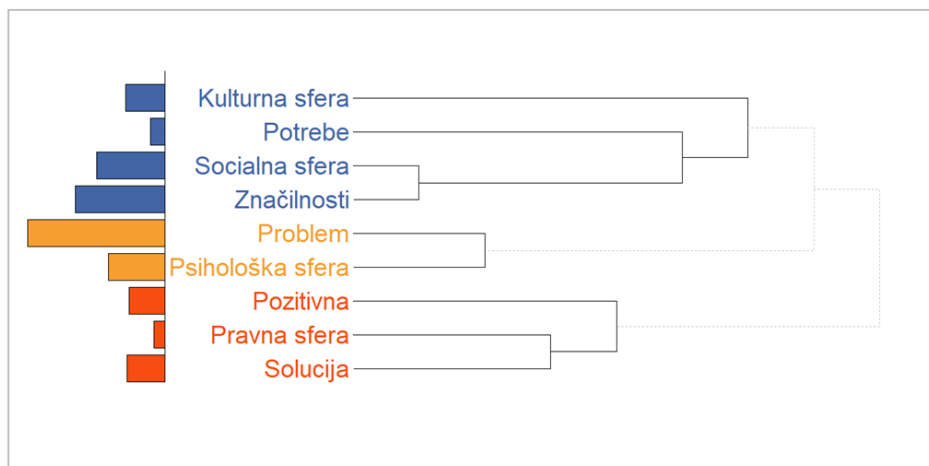 Kulturna sfera
Potrebe
Socialna sfera
Značilnosti
Problem
Psihološka sfera
Pozitivna
Pravna sfera
Solucija